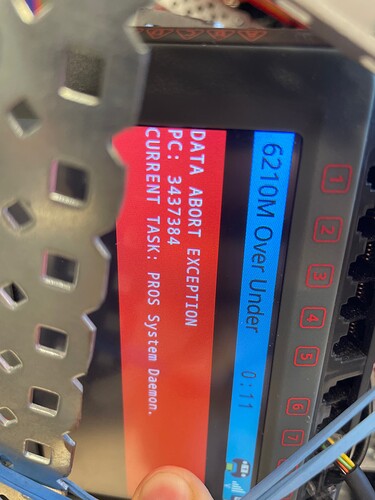 6210M Over Under 0:11
DATA ABORT EXCEPTION
PC: 3437384
CURRENT TASK: PROS System Daemon.
1
2
3
4
5
6
7